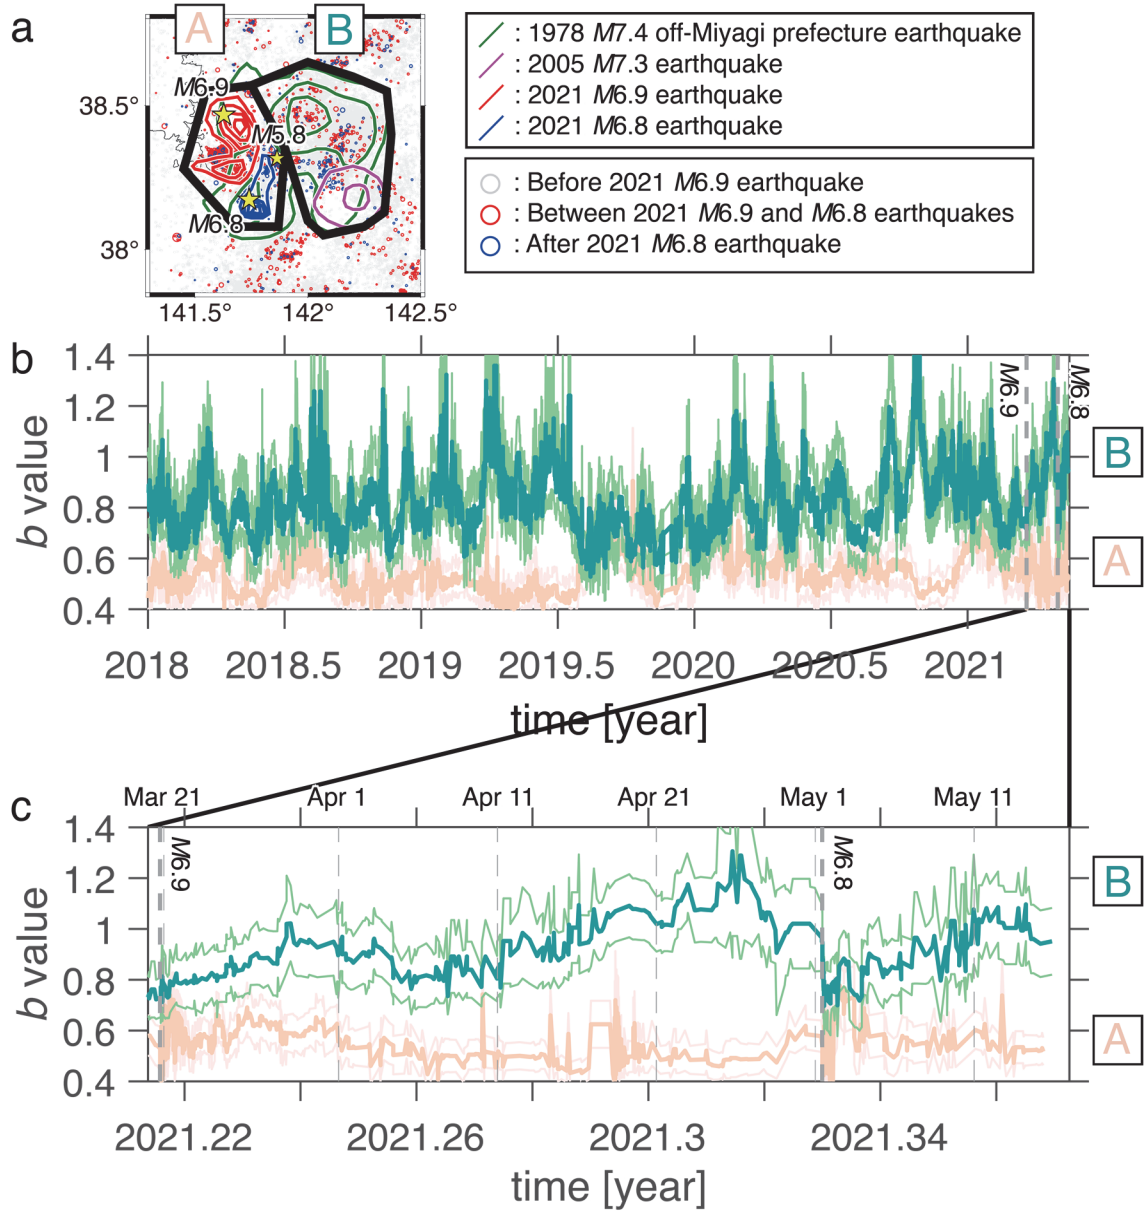 a
A
B
38.5°
38°
M6.9
M5.8
M6.8
141.5°
142°
142.5°
: 1978 M7.4 off-Miyagi prefecture earthquake
: 2005 M7.3 earthquake
: 2021 M6.9 earthquake
: 2021 M6.8 earthquake
: Before 2021 M6.9 earthquake
: Between 2021 M6.9 and M6.8 earthquakes
: After 2021 M6.8 earthquake
b
b value
1.4
1.2
1
0.8
0.6
0.4
M6.9
M6.8
B
A
2018 2018.5 2019 2019.5 2020 2020.5 2021
time [year]
c
Mar 21 Apr 1 Apr 11 Apr 21 May 1 May 11
b value
1.4
1.2
1
0.8
0.6
0.4
M6.9
M6.8
B
A
2021.22 2021.26 2021.3 2021.34
time [year]